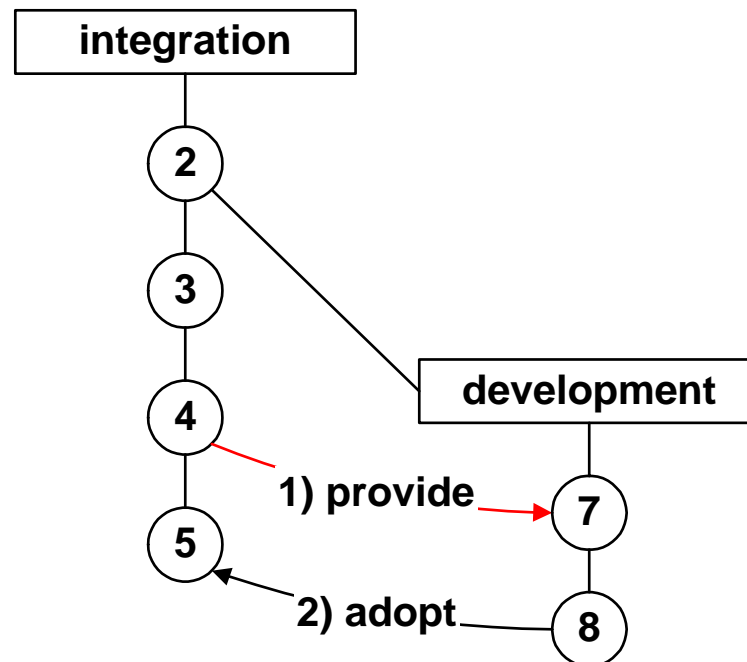 integration
2
3
4
development
1) provide
7
5
2) adopt
8